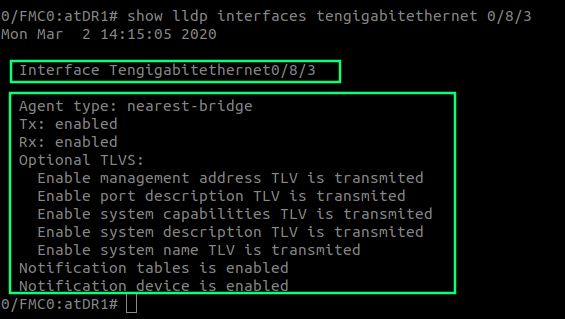 0/FMC0:atDR1# show lldp interfaces tengigabitethernet 0/8/3
Mon Mar  2 14:15:05 2020
Interface Tengigabitethernet0/8/3
Agent type: nearest-bridge
Tx: enabled
Rx: enabled
Optional TLVS:
Enable management address TLV is transmited
Enable port description TLV is transmited
Enable system capabilities TLV is transmited
Enable system description TLV is transmited
Enable system name TLV is transmited
Notification tables is enabled
Notification device is enabled
0/FMC0:atDR1#